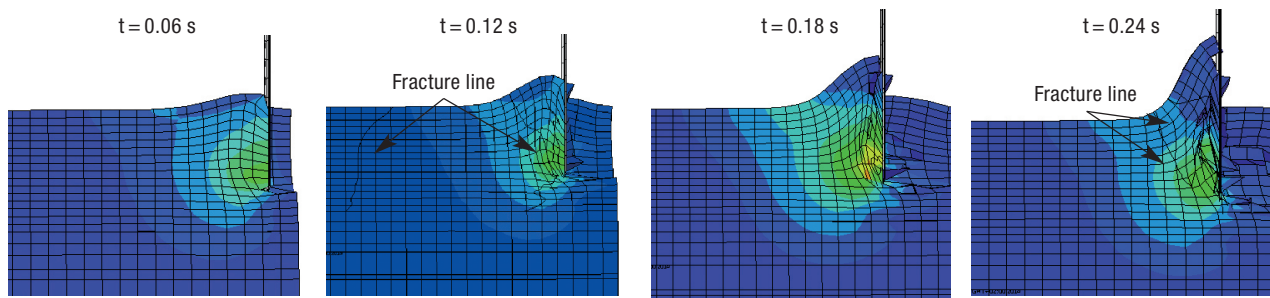 t = 0.06 s
t = 0.12 s
t = 0.18 s
t = 0.24 s
Fracture line
Fracture line